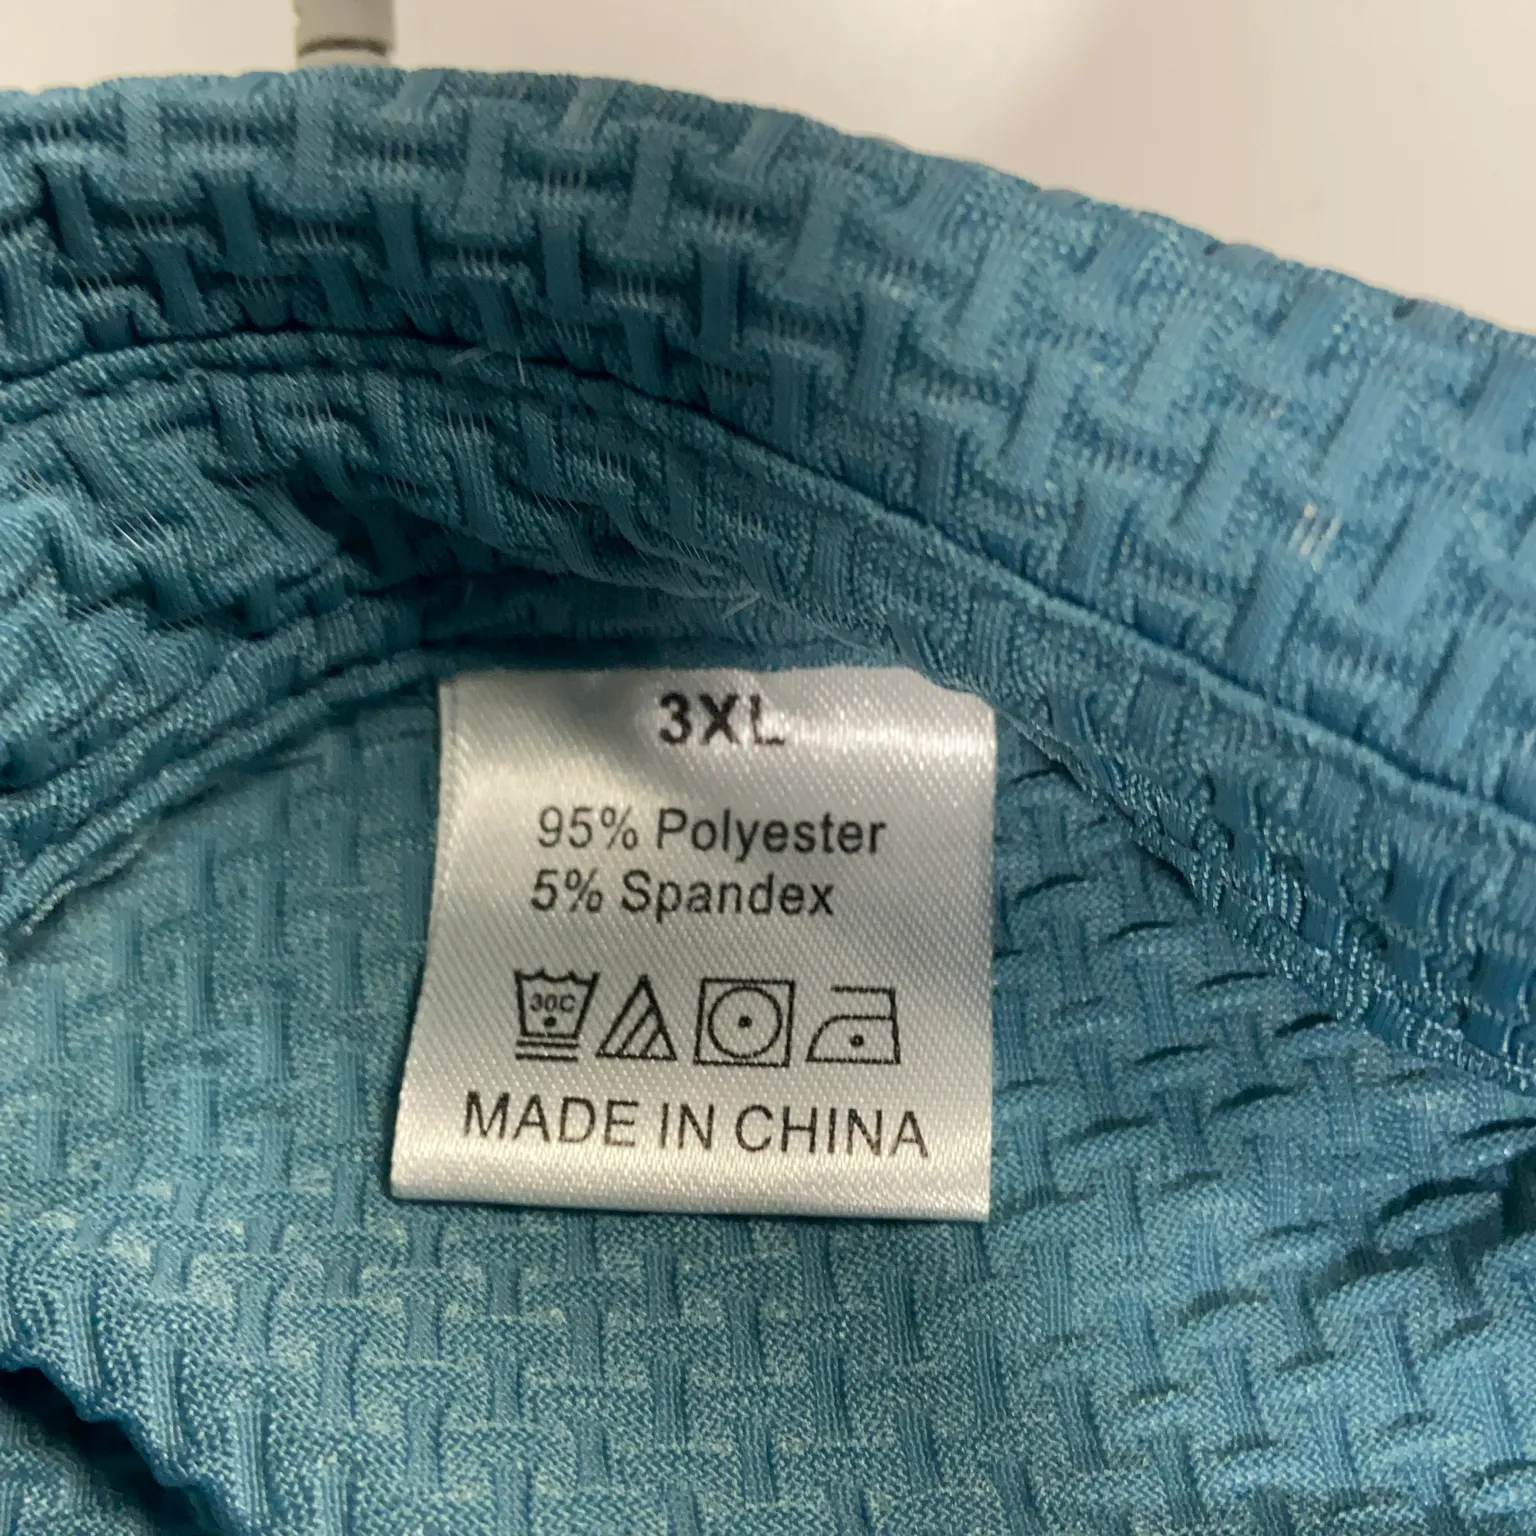 3XL
95% Polyester
5% Spandex
30C
MADE IN CHINA